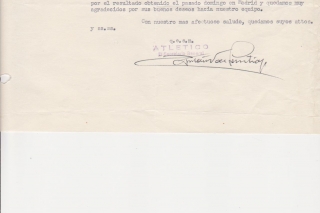 por el resultado obtenido el pasado domingo en Madrid y quedamos muy
agradecidos por sus buenos deseos hacia nuestro equipo.
Con nuestro mas afectuoso saludo, quedamos suyos attos.
y ss.ss.
ATLETICO